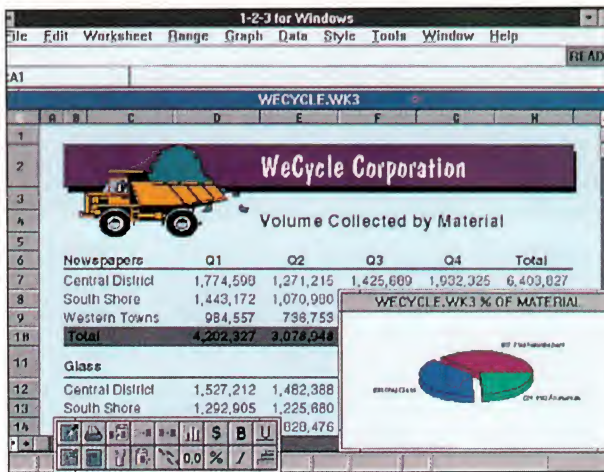 1-2-3 for Windows
File Edit Worksheet Range Graph Data Style Tools Window Help
READ
:A1
WECYCLE.WK3
A B C D E F G H
1
2 WeCycle Corporation
3
4 Volume Collected by Material
5
6 Newspapers Q1 Q2 Q3 Q4 Total
7 Central District 1,774,598 1,271,215 1,425,689 1,932,325 6,403,827
8 South Shore 1,443,172 1,070,980
9 Western Towns 984,557 736,753
10 Total 4,202,327 3,078,948
WECYCLE.WK3 % OF MATERIAL
11 Glass
12 Central District 1,527,212 1,482,388
13 South Shore 1,292,905 1,225,680
14 828,476
$ B U
0,0 %